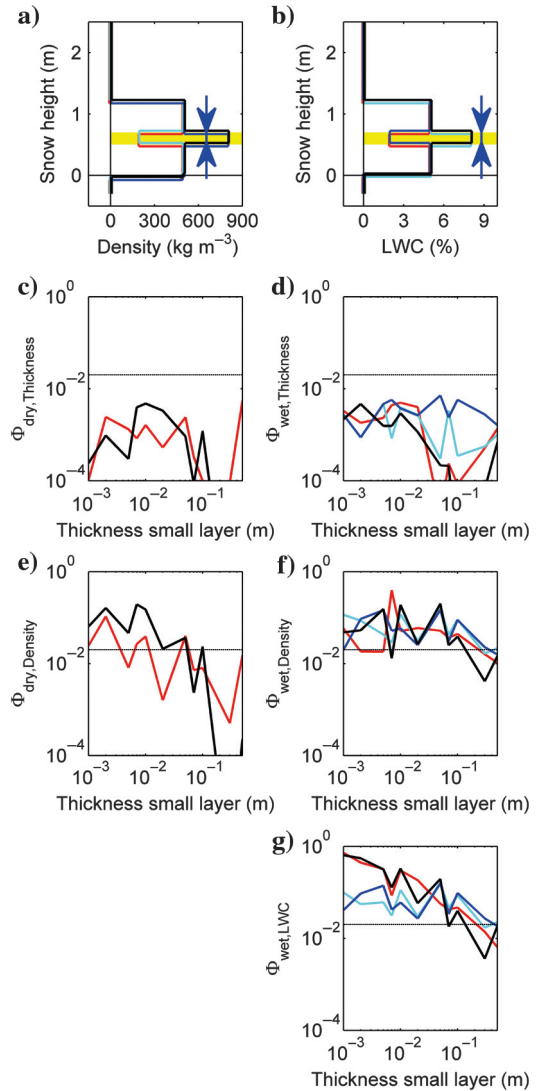 a) b)
2
1
0
Snow height (m)
0 300 600 900
Density (kg m⁻³)
2
1
0
Snow height (m)
0 3 6 9
LWC (%)
c) d)
10⁰
10⁻²
10⁻⁴
Φdry,Thickness
10⁻³ 10⁻² 10⁻¹
Thickness small layer (m)
10⁰
10⁻²
10⁻⁴
Φwet,Thickness
10⁻³ 10⁻² 10⁻¹
Thickness small layer (m)
e) f)
10⁰
10⁻²
10⁻⁴
Φdry,Density
10⁻³ 10⁻² 10⁻¹
Thickness small layer (m)
10⁰
10⁻²
10⁻⁴
Φwet,Density
10⁻³ 10⁻² 10⁻¹
Thickness small layer (m)
g)
10⁰
10⁻²
10⁻⁴
Φwet,LWC
10⁻³ 10⁻² 10⁻¹
Thickness small layer (m)